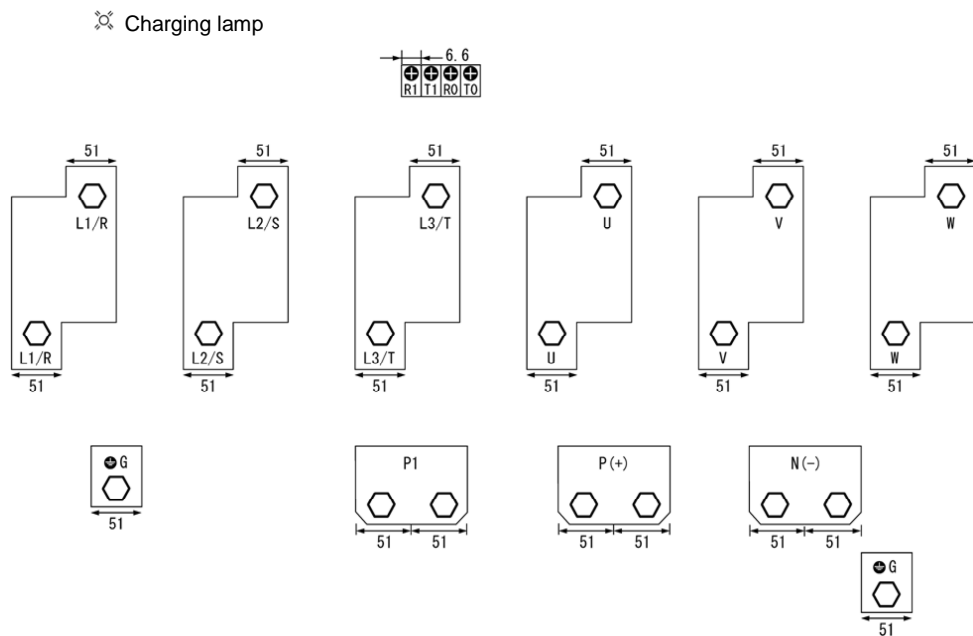 Charging lamp
6.6
R1 T1 R0 T0
51 51 51 51 51 51
L1/R L2/S L3/T U V W
L1/R L2/S L3/T U V W
51 51 51 51 51 51
G P1 P(+) N(-)
51 51 51 51 51 51 51
G
51